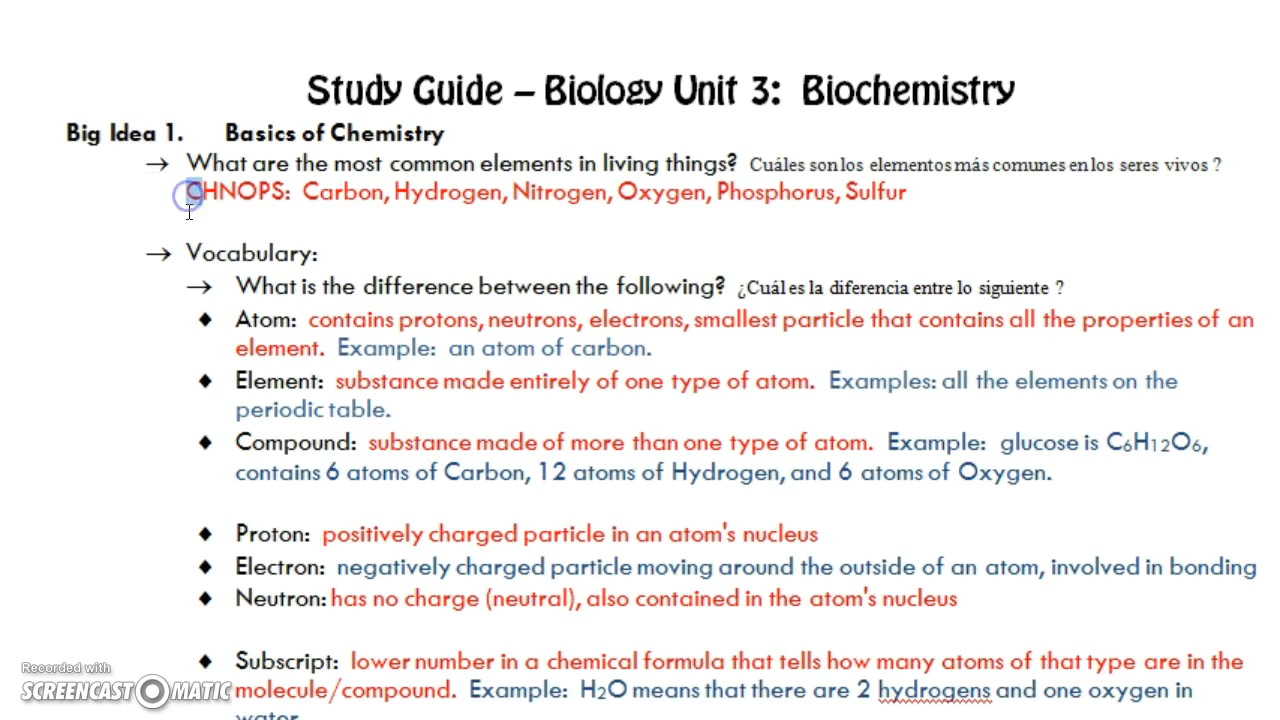 Study Guide – Biology Unit 3: Biochemistry
Big Idea 1. Basics of Chemistry
→ What are the most common elements in living things? Cuáles son los elementos más comunes en los seres vivos ?
CHNOPS: Carbon, Hydrogen, Nitrogen, Oxygen, Phosphorus, Sulfur
→ Vocabulary:
→ What is the difference between the following? ¿Cuál es la diferencia entre lo siguiente ?
♦ Atom: contains protons, neutrons, electrons, smallest particle that contains all the properties of an
element. Example: an atom of carbon.
♦ Element: substance made entirely of one type of atom. Examples: all the elements on the
periodic table.
♦ Compound: substance made of more than one type of atom. Example: glucose is C₆H₁₂O₆,
contains 6 atoms of Carbon, 12 atoms of Hydrogen, and 6 atoms of Oxygen.
♦ Proton: positively charged particle in an atom's nucleus
♦ Electron: negatively charged particle moving around the outside of an atom, involved in bonding
♦ Neutron: has no charge (neutral), also contained in the atom's nucleus
♦ Subscript: lower number in a chemical formula that tells how many atoms of that type are in the
molecule/compound. Example: H₂O means that there are 2 hydrogens and one oxygen in
water.
Recorded with
SCREENCAST-O-MATIC